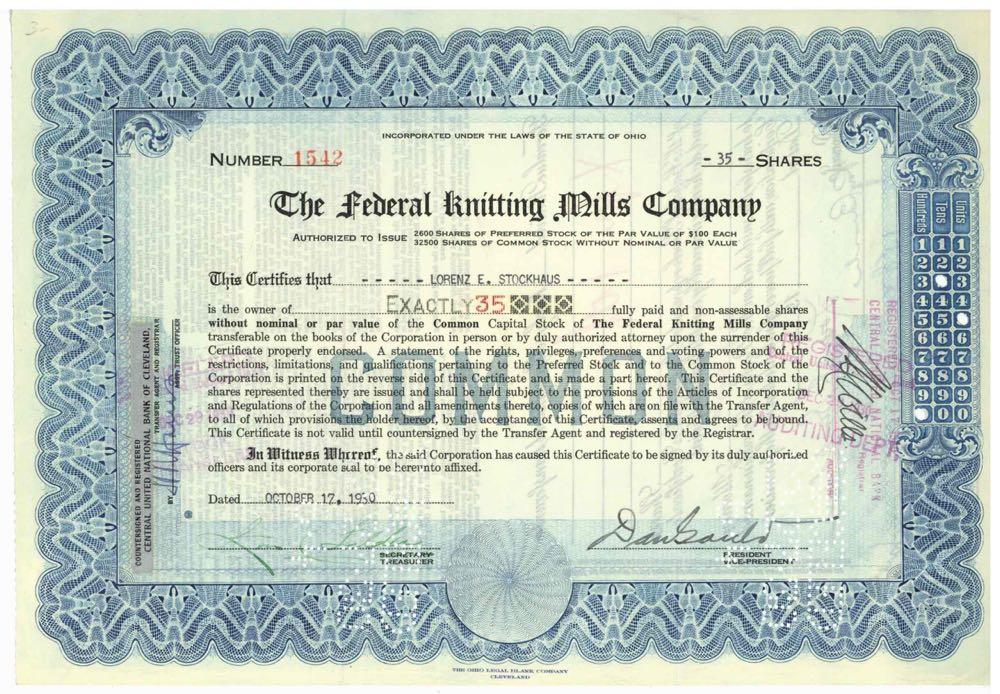 3-
INCORPORATED UNDER THE LAWS OF THE STATE OF OHIO
NUMBER 1542
- 35 - SHARES
The Federal Knitting Mills Company
AUTHORIZED TO ISSUE 2600 SHARES OF PREFERRED STOCK OF THE PAR VALUE OF $100 EACH
32500 SHARES OF COMMON STOCK WITHOUT NOMINAL OR PAR VALUE
This Certifies that - - - - - LORENZ E. STOCKHAUS - - - - -
is the owner of EXACTLY 35 fully paid and non-assessable shares
without nominal or par value of the Common Capital Stock of The Federal Knitting Mills Company
transferable on the books of the Corporation in person or by duly authorized attorney upon the surrender of this
Certificate properly endorsed. A statement of the rights, privileges, preferences and voting powers and of the
restrictions, limitations, and qualifications pertaining to the Preferred Stock and to the Common Stock of the
Corporation is printed on the reverse side of this Certificate and is made a part hereof. This Certificate and the
shares represented thereby are issued and shall be held subject to the provisions of the Articles of Incorporation
and Regulations of the Corporation and all amendments thereto, copies of which are on file with the Transfer Agent,
to all of which provisions the holder hereof, by the acceptance of this Certificate, assents and agrees to be bound.
This Certificate is not valid until countersigned by the Transfer Agent and registered by the Registrar.
COMMON
In Witness Whereof, the said Corporation has caused this Certificate to be signed by its duly authorized
officers and its corporate seal to be hereunto affixed.
Dated OCTOBER 17, 1930
SECRETARY
TREASURER
Dan Gould
PRESIDENT
VICE-PRESIDENT
COUNTERSIGNED AND REGISTERED
CENTRAL UNITED NATIONAL BANK OF CLEVELAND,
TRANSFER AGENT AND REGISTRAR
BY
TRUST OFFICER
REGISTERED
CENTRAL NATIONAL BANK
Registrar
Hundreds Tens Units
1 1 1
2 2 2
3 3
4 4 4
5 5
6 6 6
7 7 7
8 8 8
9 9
0 0
THE OHIO LEGAL BLANK COMPANY
CLEVELAND